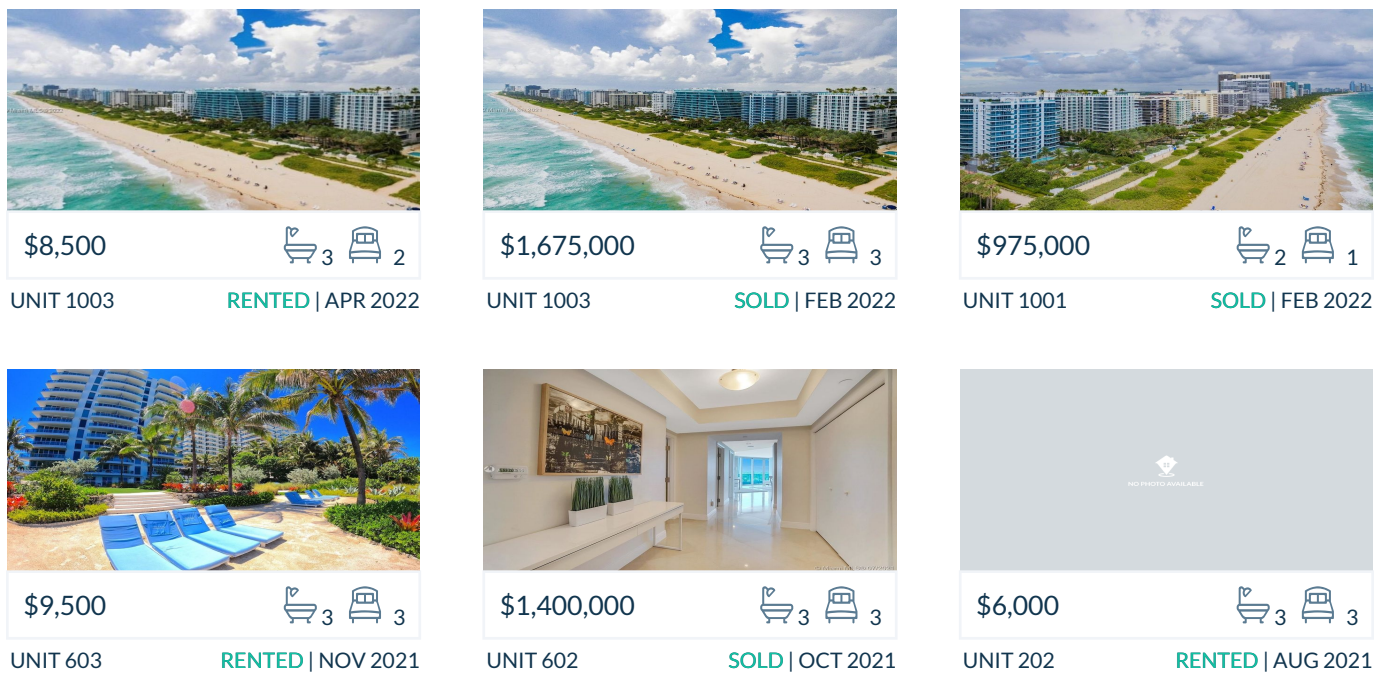 $8,500 3 2
UNIT 1003 RENTED | APR 2022
$1,675,000 3 3
UNIT 1003 SOLD | FEB 2022
$975,000 2 1
UNIT 1001 SOLD | FEB 2022
$9,500 3 3
UNIT 603 RENTED | NOV 2021
$1,400,000 3 3
UNIT 602 SOLD | OCT 2021
NO PHOTO AVAILABLE
$6,000 3 3
UNIT 202 RENTED | AUG 2021